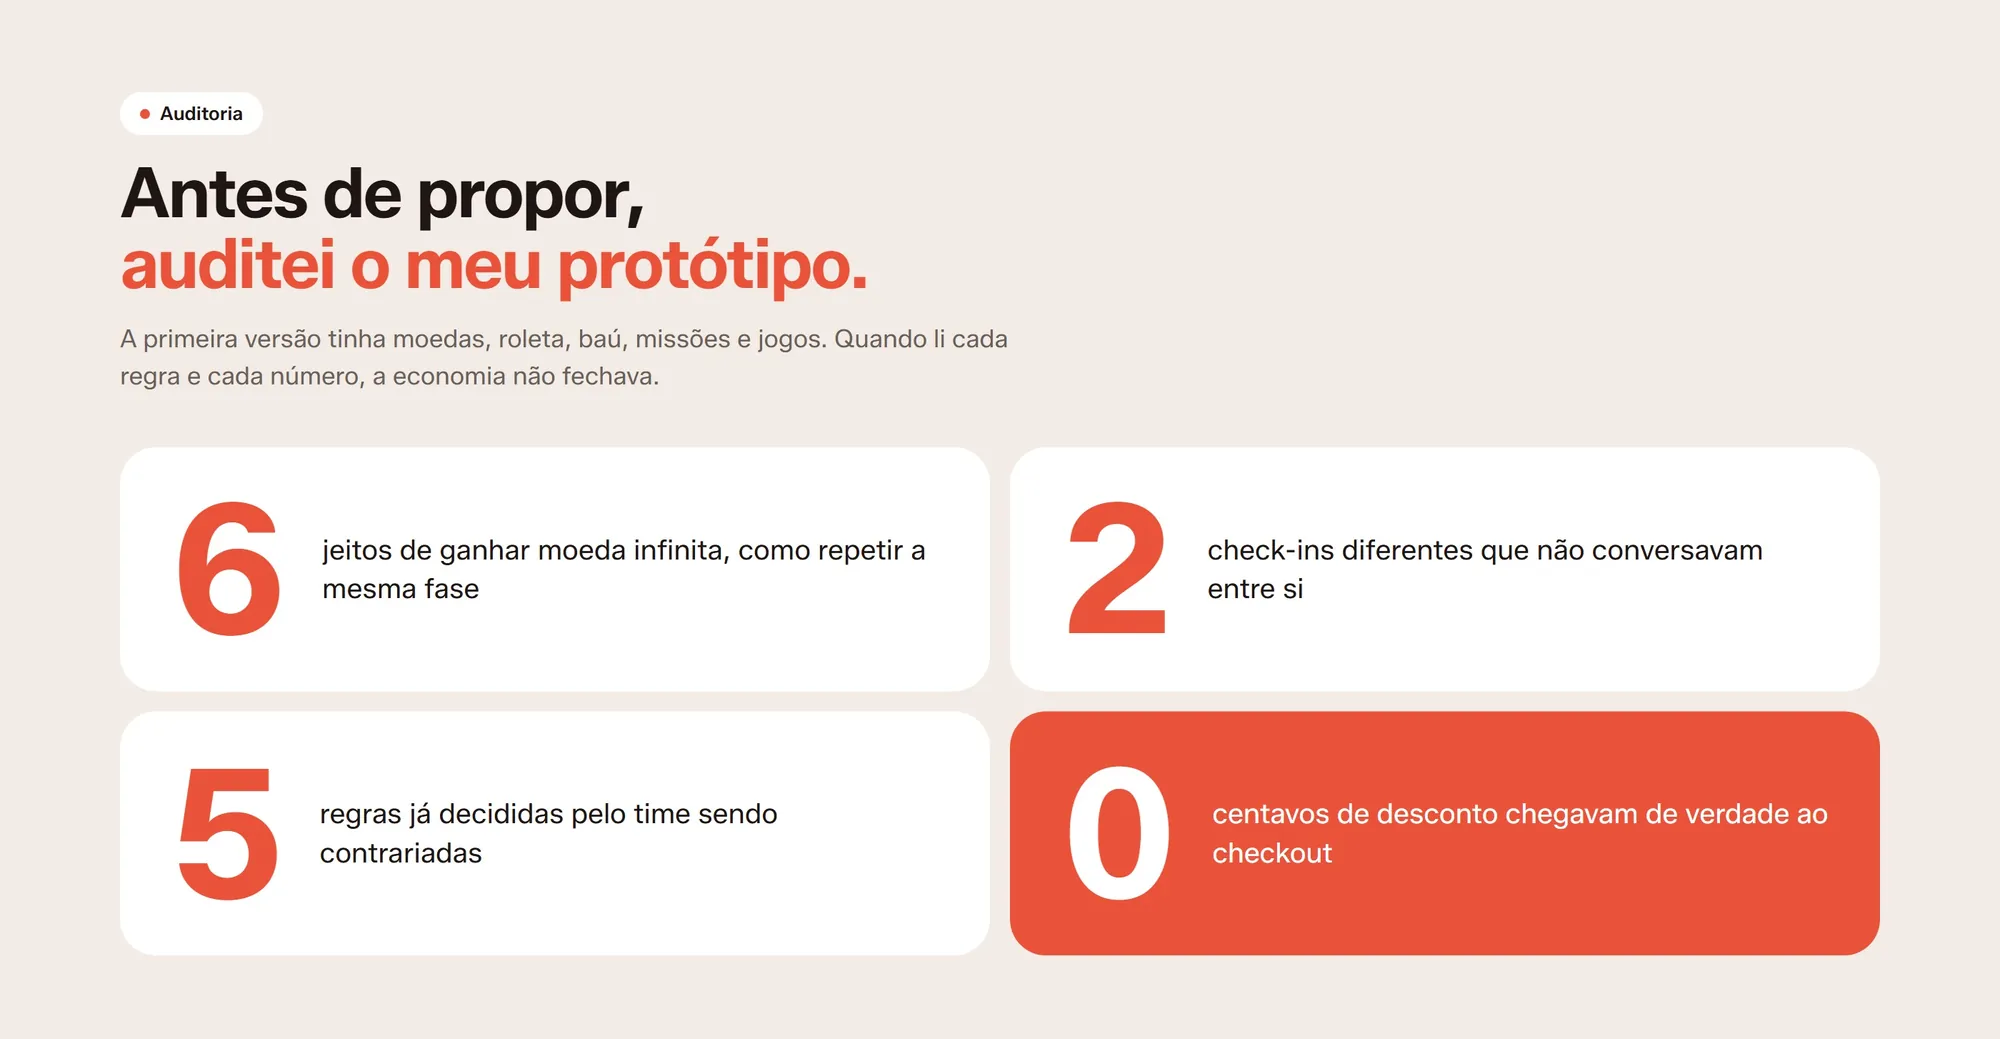 Auditoria
Antes de propor,
auditei o meu protótipo.
A primeira versão tinha moedas, roleta, baú, missões e jogos. Quando li cada
regra e cada número, a economia não fechava.
6
jeitos de ganhar moeda infinita, como repetir a
mesma fase
2
check-ins diferentes que não conversavam
entre si
5
regras já decididas pelo time sendo
contrariadas
0
centavos de desconto chegavam de verdade ao
checkout